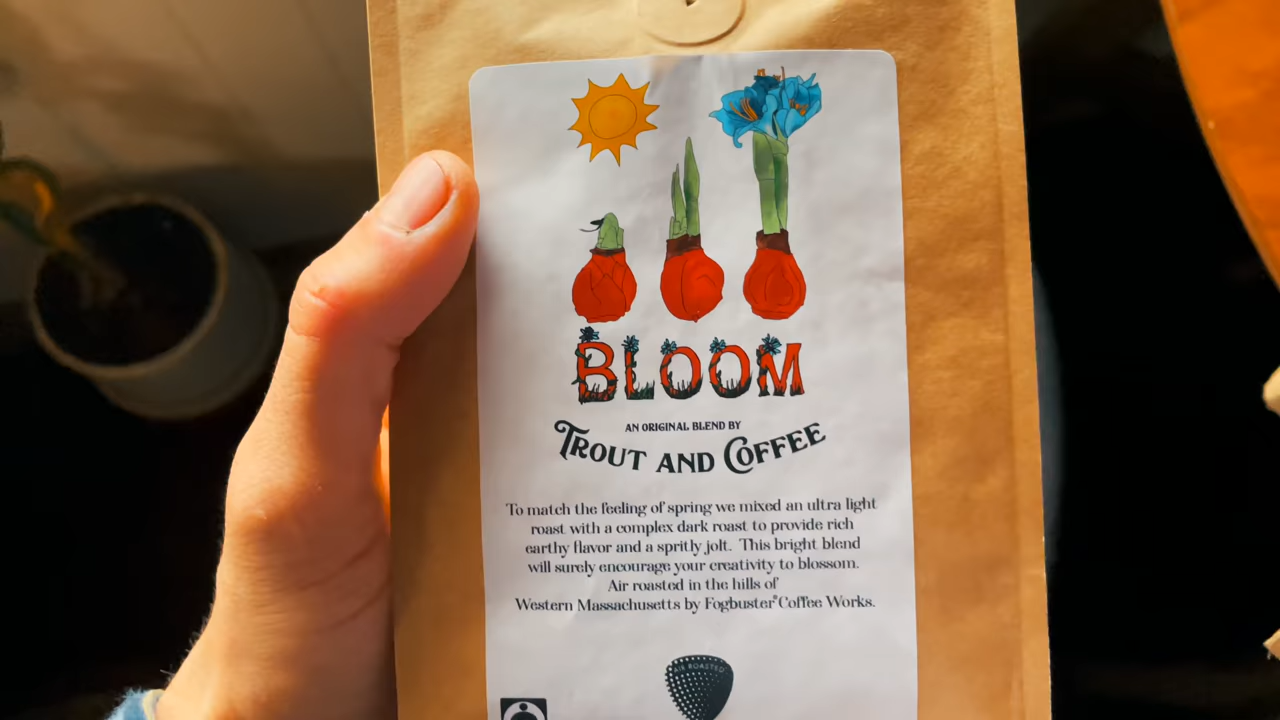 BLOOM
AN ORIGINAL BLEND BY
TROUT AND COFFEE
To match the feeling of spring we mixed an ultra light
roast with a complex dark roast to provide rich
earthy flavor and a spritly jolt. This bright blend
will surely encourage your creativity to blossom.
Air roasted in the hills of
Western Massachusetts by Fogbuster® Coffee Works.
AIR ROASTED